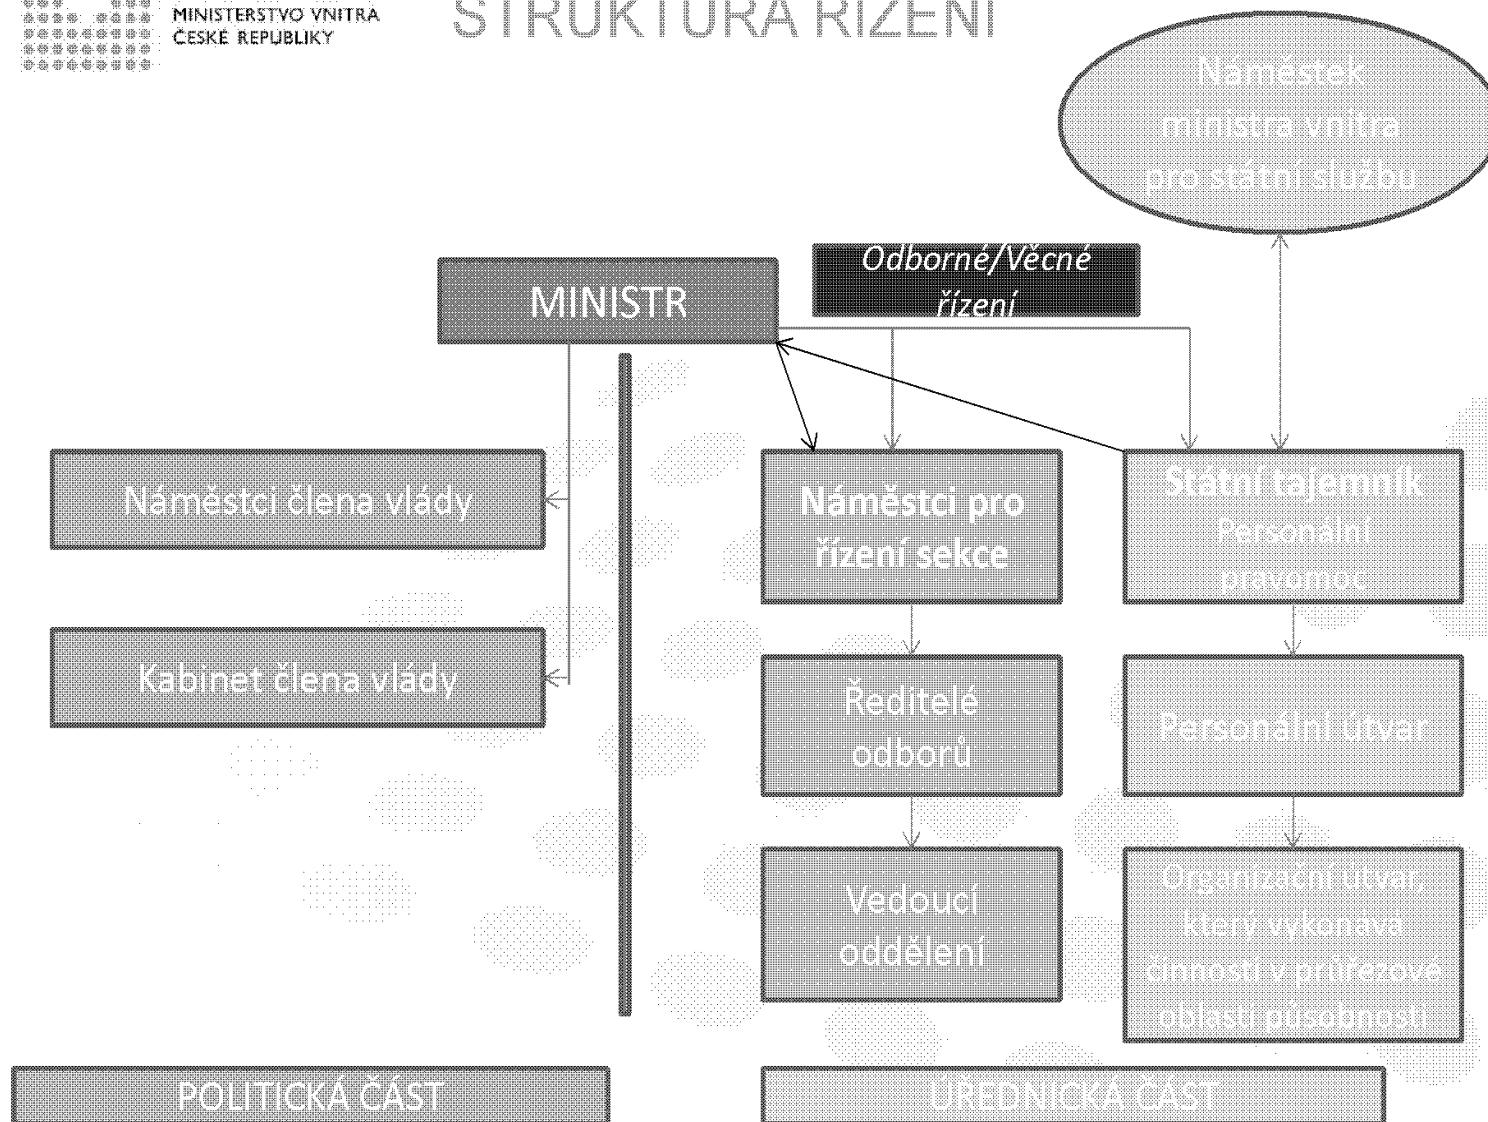 MINISTERSTVO VNITRA
ČESKÉ REPUBLIKY
STRUKTURA ŘÍZENÍ
Náměstek
ministra vnitra
pro státní službu
Odborné/Věcné
řízení
MINISTR
Náměstci člena vlády
Kabinet člena vlády
Náměstci pro
řízení sekce
Státní tajemník
Personální
pravomoc
Ředitelé
odborů
Personální útvar
Vedoucí
oddělení
Organizační útvar,
který vykonává
činnosti v průřezové
oblasti působnosti
POLITICKÁ ČÁST
ÚŘEDNICKÁ ČÁST